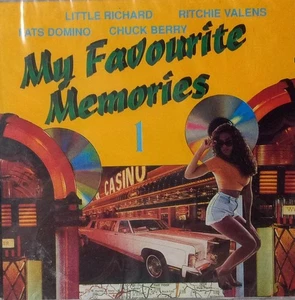 LITTLE RICHARD RITCHIE VALENS
FATS DOMINO CHUCK BERRY
My Favourite
Memories
1
CASINO